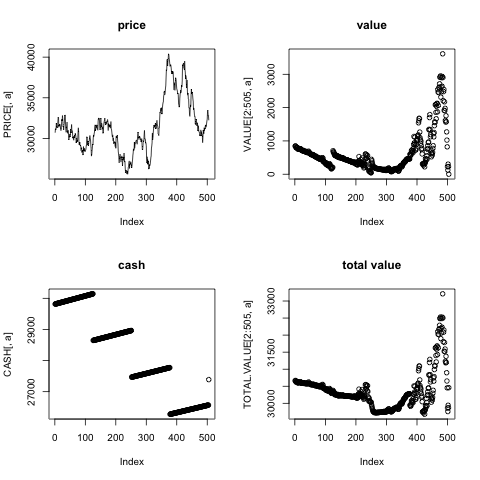 price
PRICE[, a]
30000 35000 40000
0 100 200 300 400 500
Index
value
VALUE[2:505, a]
0 1000 2000 3000
0 100 200 300 400 500
Index
cash
CASH[, a]
27000 29000
0 100 200 300 400 500
Index
total value
TOTAL.VALUE[2:505, a]
30000 31500 33000
0 100 200 300 400 500
Index